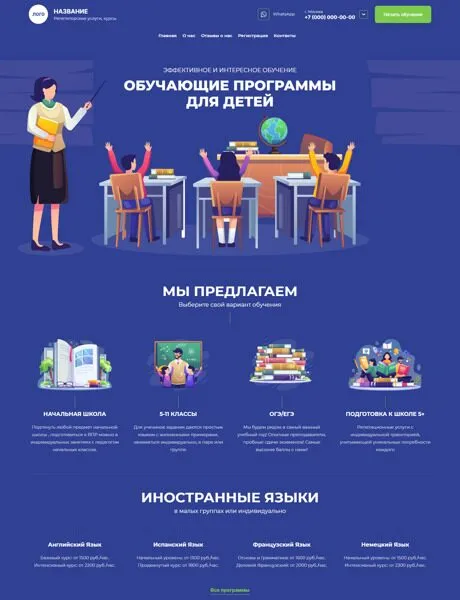 ЛОГО
НАЗВАНИЕ
Репетиторские услуги, курсы
WhatsApp
г. Москва
+7 (000) 000-00-00
Начать обучение
Главная О нас Отзывы о нас Регистрация Контакты
ЭФФЕКТИВНОЕ И ИНТЕРЕСНОЕ ОБУЧЕНИЕ
ОБУЧАЮЩИЕ ПРОГРАММЫ
ДЛЯ ДЕТЕЙ
МЫ ПРЕДЛАГАЕМ
Выберите свой вариант обучения
НАЧАЛЬНАЯ ШКОЛА
Подтянуть любой предмет начальной
школы , подготовиться к ВПР можно в
индивидуальных занятиях с педагогом
начальных классов.
5-11 КЛАССЫ
Для учеников задания даются простым
языком с жизненными примерами,
заниматься индивидуально, в паре или
группе.
ОГЭ/ЕГЭ
Мы будем рядом в самый важный
учебный год! Опытные преподаватели,
пробные сдачи экзаменов! Самые
высокие баллы с нами!
ПОДГОТОВКА К ШКОЛЕ 5+
Репетиционные услуги с
индивидуальной траекторией,
учитывающей уникальные потребности
каждого
ИНОСТРАННЫЕ ЯЗЫКИ
в малых группах или индивидуально
Английский Язык
Базовый курс от 1500 руб./час.
Интенсивный курс от 2200 руб./час.
Испанский Язык
Начальный уровень от 1300 руб./час.
Продвинутый курс от 1800 руб./час.
Французский Язык
Основы и грамматика от 1600 руб./час.
Деловой Французский от 2000 руб./час.
Немецкий Язык
Начальный уровень от 1500 руб./час.
Интенсивный курс от 2300 руб./час.
Все программы